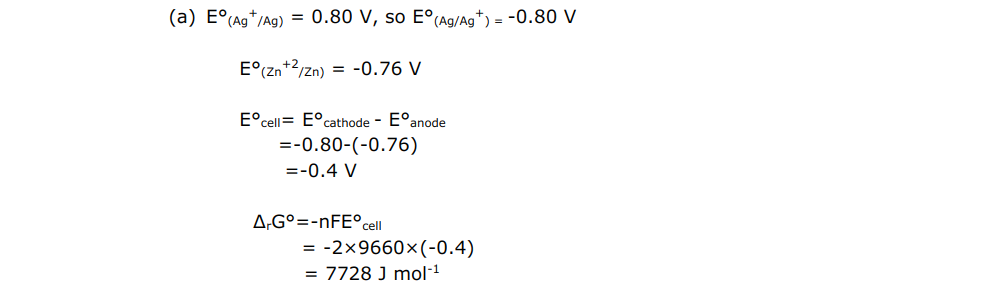 (a) E°(Ag⁺/Ag) = 0.80 V, so E°(Ag/Ag⁺) = -0.80 V
E°(Zn⁺²/Zn) = -0.76 V
E°cell= E°cathode - E°anode
=-0.80-(-0.76)
=-0.4 V
ΔᵣG°=-nFE°cell
= -2×9660×(-0.4)
= 7728 J mol⁻¹